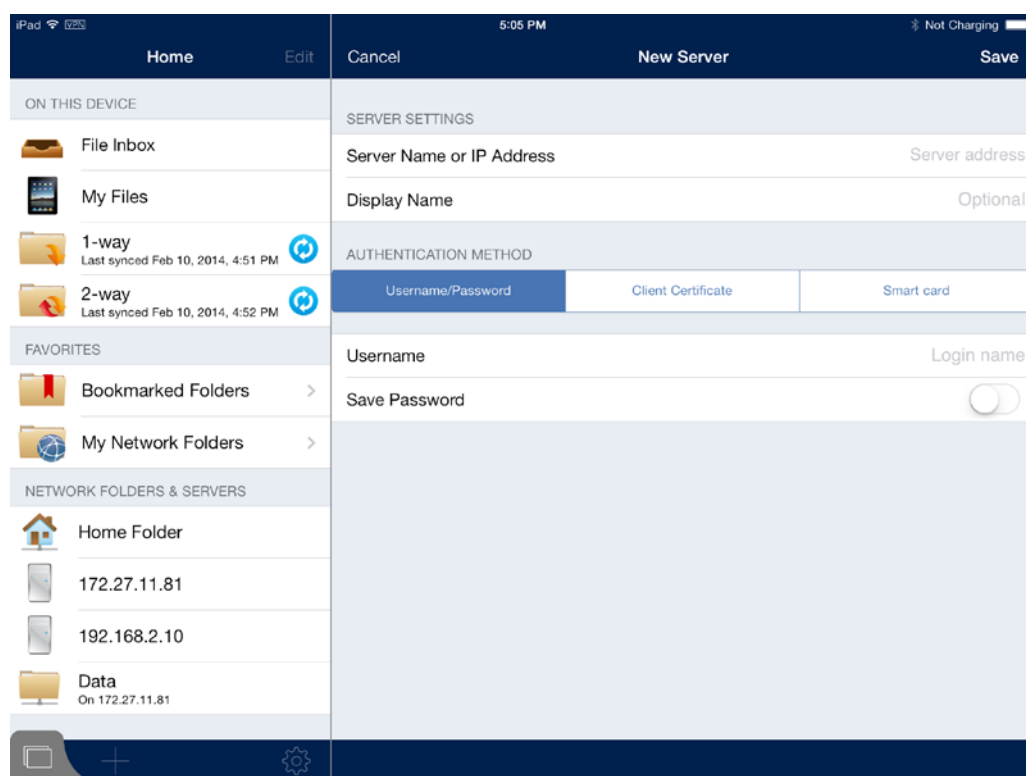 iPad VPN
5:05 PM
Not Charging
Home
Edit
Cancel
New Server
Save
ON THIS DEVICE
File Inbox
My Files
1-way
Last synced Feb 10, 2014, 4:51 PM
2-way
Last synced Feb 10, 2014, 4:52 PM
FAVORITES
Bookmarked Folders
My Network Folders
NETWORK FOLDERS & SERVERS
Home Folder
172.27.11.81
192.168.2.10
Data
On 172.27.11.81
SERVER SETTINGS
Server Name or IP Address
Server address
Display Name
Optional
AUTHENTICATION METHOD
Username/Password
Client Certificate
Smart card
Username
Login name
Save Password